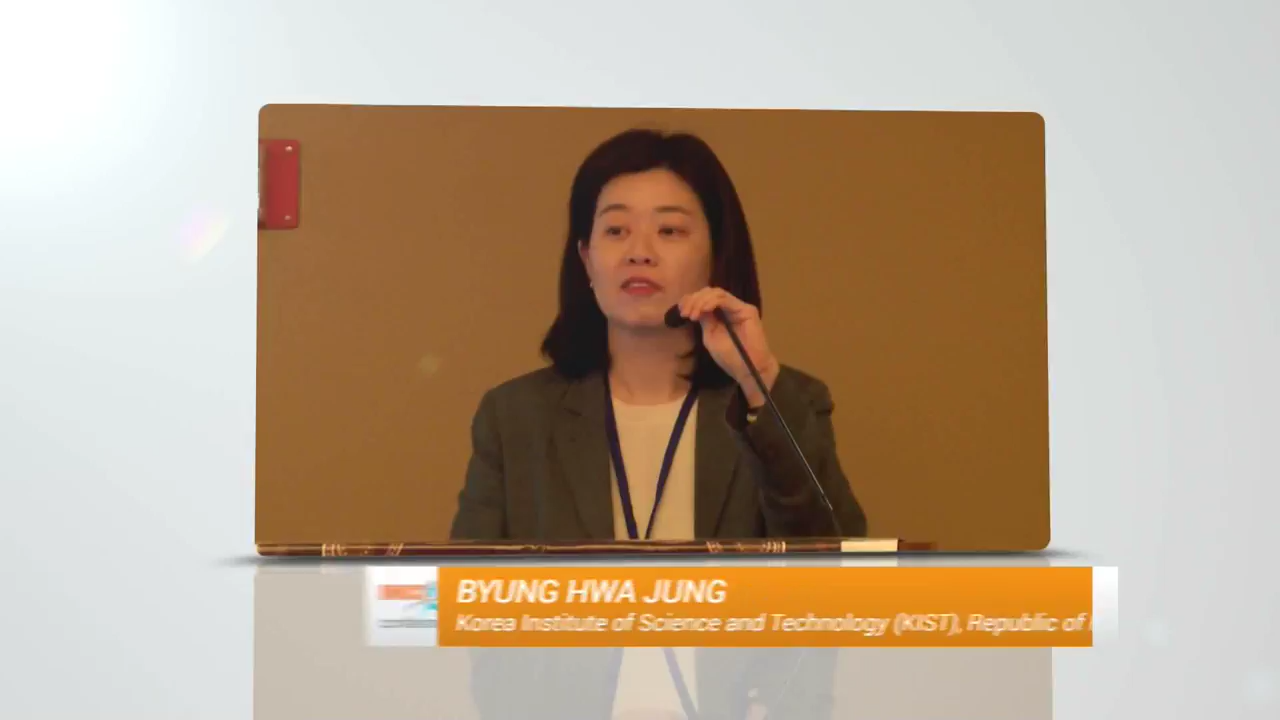 BYUNG HWA JUNG
Korea Institute of Science and Technology (KIST), Republic of